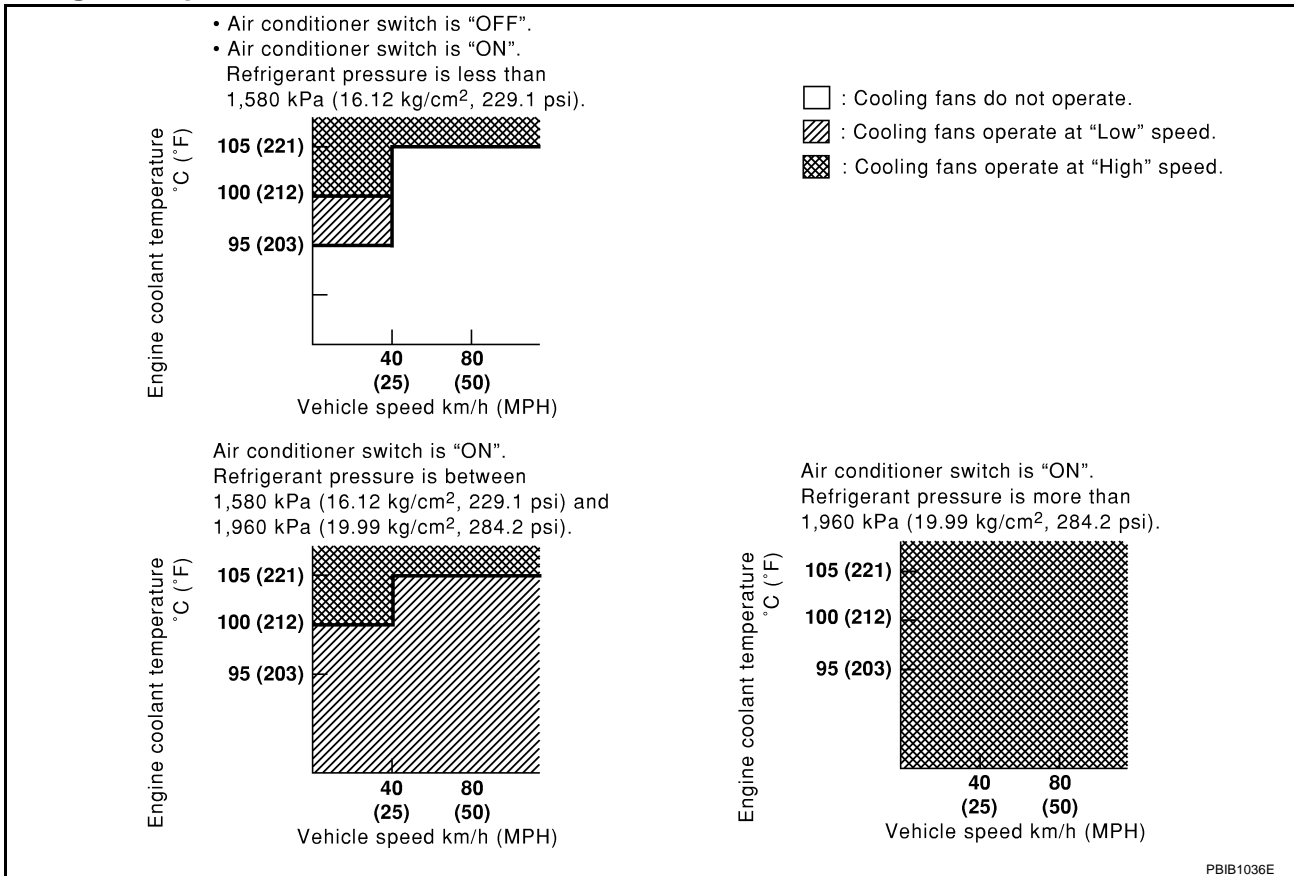 • Air conditioner switch is “OFF”.
• Air conditioner switch is “ON”.
Refrigerant pressure is less than
1,580 kPa (16.12 kg/cm², 229.1 psi).
Engine coolant temperature
°C (°F)
105 (221)
100 (212)
95 (203)
40
(25)
80
(50)
Vehicle speed km/h (MPH)
: Cooling fans do not operate.
: Cooling fans operate at “Low” speed.
: Cooling fans operate at “High” speed.
Air conditioner switch is “ON”.
Refrigerant pressure is between
1,580 kPa (16.12 kg/cm², 229.1 psi) and
1,960 kPa (19.99 kg/cm², 284.2 psi).
Engine coolant temperature
°C (°F)
105 (221)
100 (212)
95 (203)
40
(25)
80
(50)
Vehicle speed km/h (MPH)
Air conditioner switch is “ON”.
Refrigerant pressure is more than
1,960 kPa (19.99 kg/cm², 284.2 psi).
Engine coolant temperature
°C (°F)
105 (221)
100 (212)
95 (203)
40
(25)
80
(50)
Vehicle speed km/h (MPH)
PBIB1036E